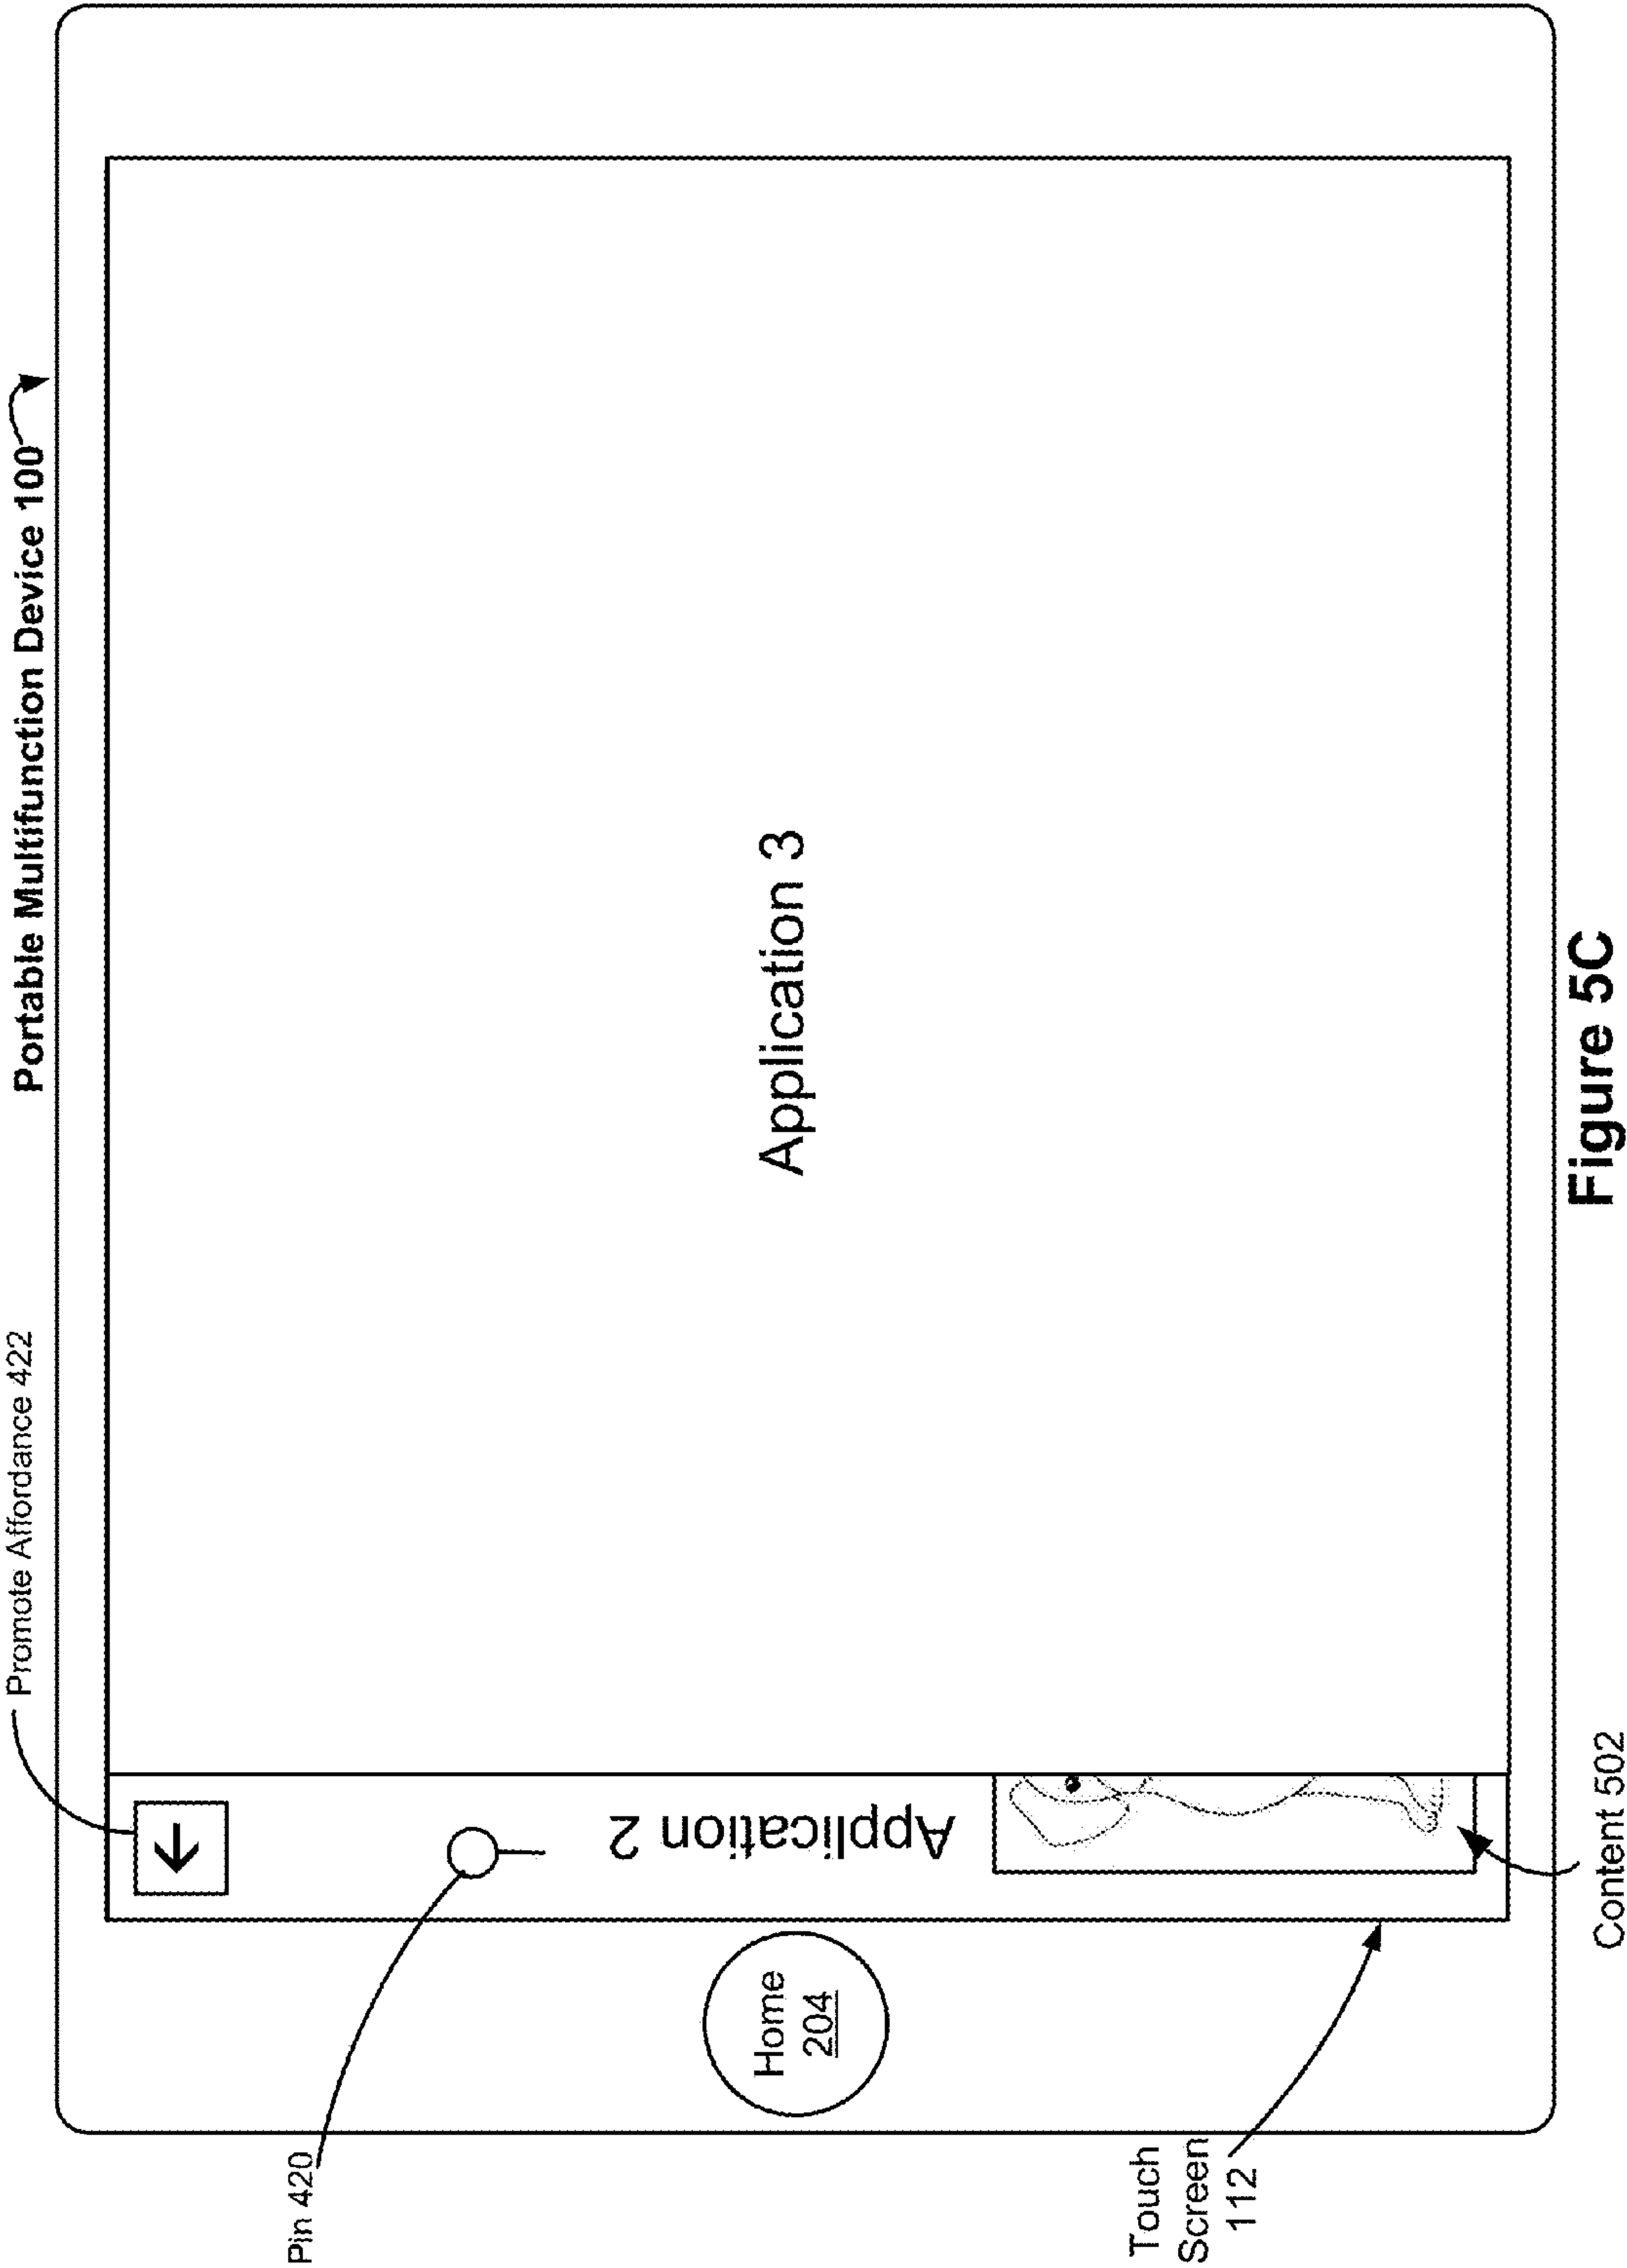 Portable Multifunction Device 100
Promote Affordance 422
Pin 420
Application 2
Application 3
Home
204
Touch
Screen
112
Content 502
Figure 5C